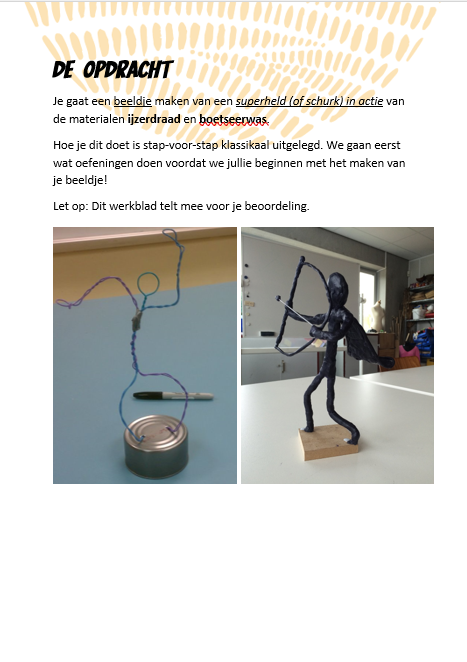 DE OPDRACHT
Je gaat een beeldje maken van een superheld (of schurk) in actie van
de materialen ijzerdraad en boetseerwas.
Hoe je dit doet is stap-voor-stap klassikaal uitgelegd. We gaan eerst
wat oefeningen doen voordat we jullie beginnen met het maken van
je beeldje!
Let op: Dit werkblad telt mee voor je beoordeling.